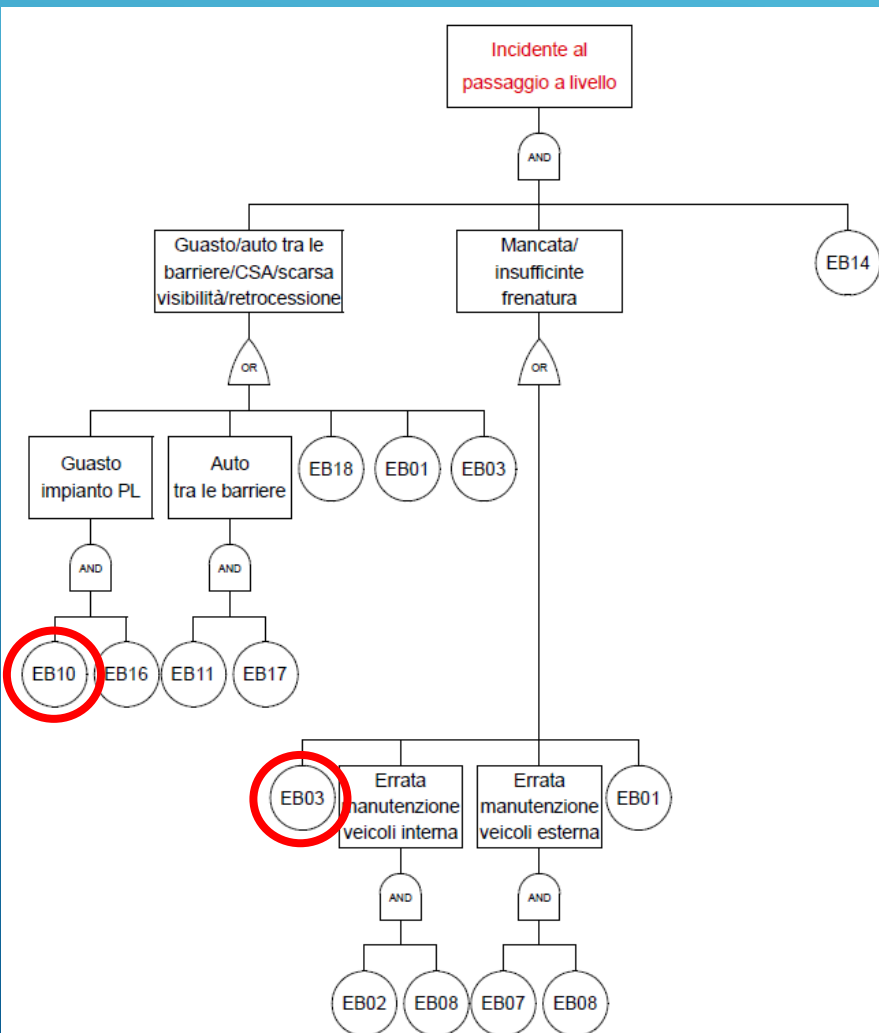 Incidente al
passaggio a livello
AND
Guasto/auto tra le
barriere/CSA/scarsa
visibilità/retrocessione
Mancata/
insufficinte
frenatura
EB14
OR
OR
Guasto
impianto PL
Auto
tra le barriere
EB18
EB01
EB03
AND
AND
EB10
EB16
EB11
EB17
EB03
Errata
manutenzione
veicoli interna
Errata
manutenzione
veicoli esterna
EB01
AND
AND
EB02
EB08
EB07
EB08